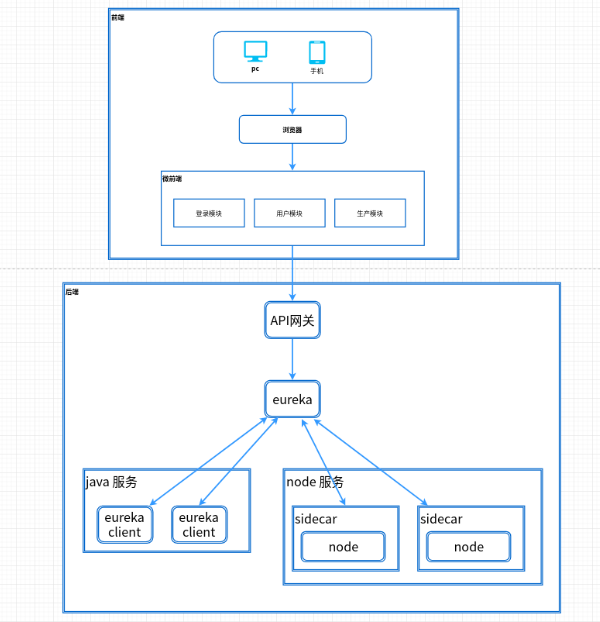 前端
pc
手机
浏览器
微前端
登录模块
用户模块
生产模块
后端
API网关
eureka
java 服务
eureka
client
eureka
client
node 服务
sidecar
node
sidecar
node